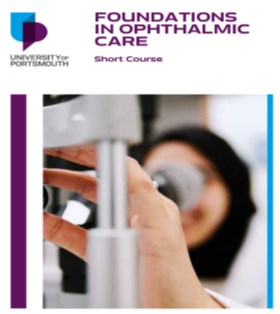 FOUNDATIONS
IN OPHTHALMIC
CARE
Short Course
UNIVERSITY OF
PORTSMOUTH